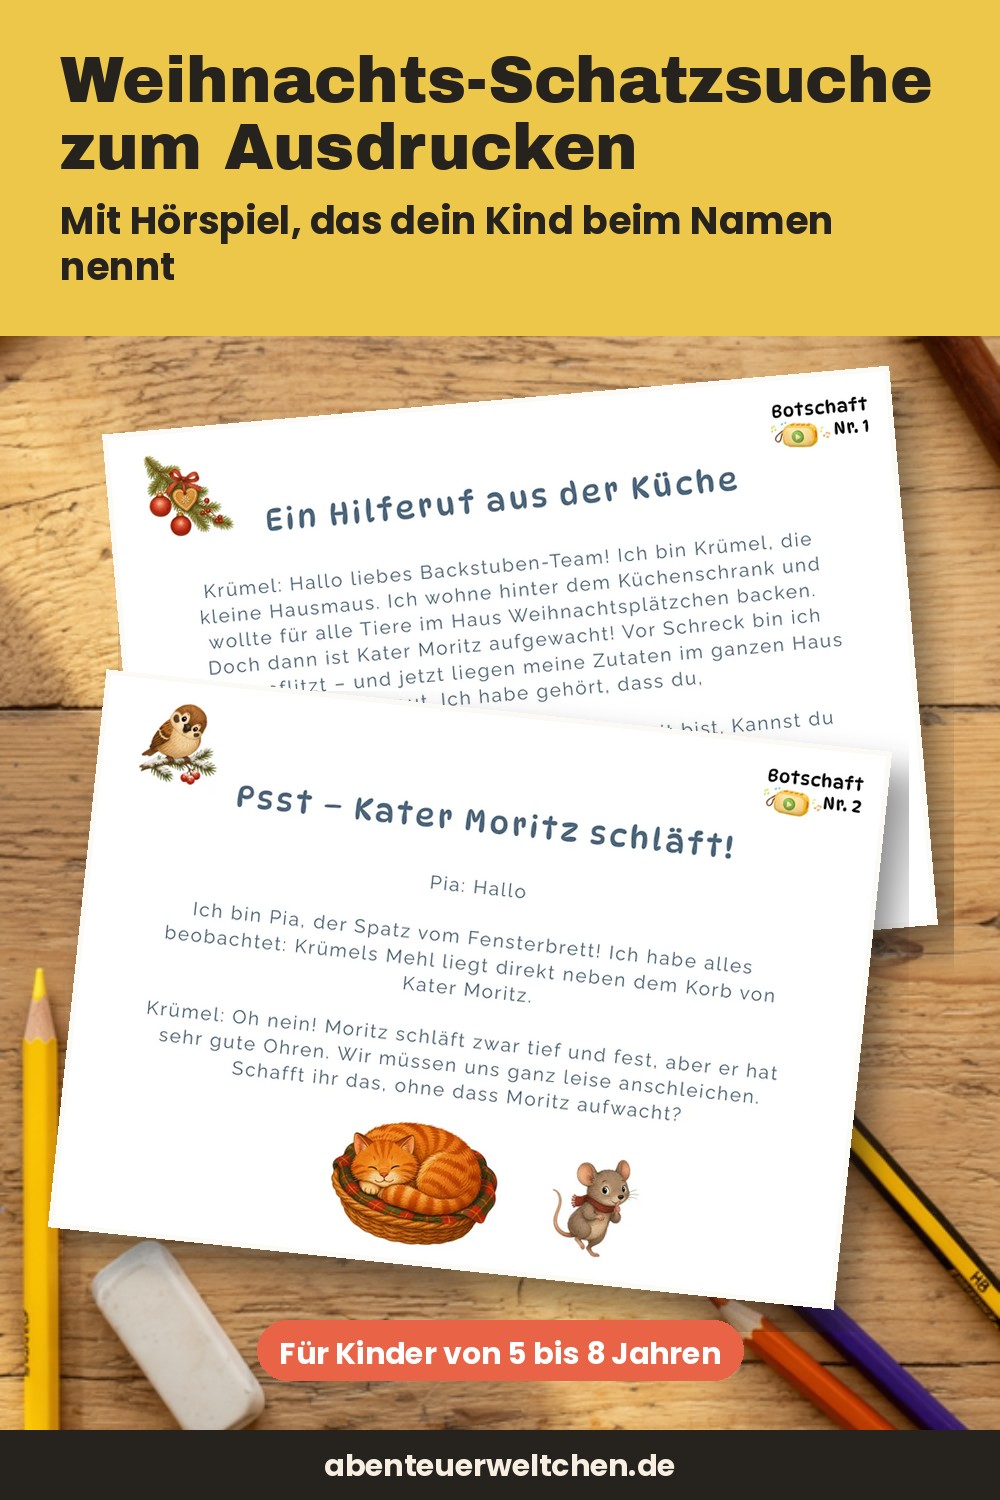 Weihnachts-Schatzsuche
zum Ausdrucken
Mit Hörspiel, das dein Kind beim Namen
nennt
Botschaft
Nr. 1
Ein Hilferuf aus der Küche
Krümel: Hallo liebes Backstuben-Team! Ich bin Krümel, die
kleine Hausmaus. Ich wohne hinter dem Küchenschrank und
wollte für alle Tiere im Haus Weihnachtsplätzchen backen.
Doch dann ist Kater Moritz aufgewacht! Vor Schreck bin ich
– und jetzt liegen meine Zutaten im ganzen Haus
Ich habe gehört, dass du,
bist. Kannst du
Botschaft
Nr. 2
Psst – Kater Moritz schläft!
Pia: Hallo
Ich bin Pia, der Spatz vom Fensterbrett! Ich habe alles
beobachtet: Krümels Mehl liegt direkt neben dem Korb von
Kater Moritz.
Krümel: Oh nein! Moritz schläft zwar tief und fest, aber er hat
sehr gute Ohren. Wir müssen uns ganz leise anschleichen.
Schafft ihr das, ohne dass Moritz aufwacht?
HB
Für Kinder von 5 bis 8 Jahren
abenteuerweltchen.de